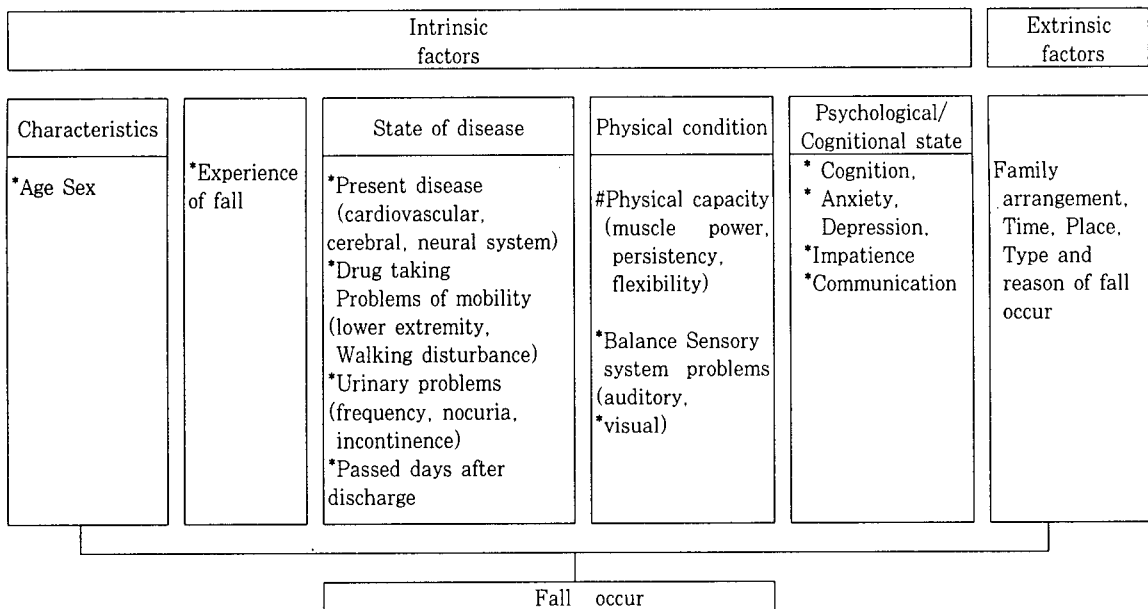 Intrinsic
factors
Extrinsic
factors
Characteristics
*Age Sex
*Experience
of fall
State of disease
*Present disease
(cardiovascular,
cerebral, neural system)
*Drug taking
Problems of mobility
(lower extremity,
Walking disturbance)
*Urinary problems
(frequency, nocuria,
incontinence)
*Passed days after
discharge
Physical condition
#Physical capacity
(muscle power,
persistency,
flexibility)
*Balance Sensory
system problems
(auditory,
*visual)
Psychological/
Cognitional state
* Cognition,
* Anxiety,
Depression,
*Impatience
*Communication
Family
arrangement,
Time, Place,
Type and
reason of fall
occur
Fall occur